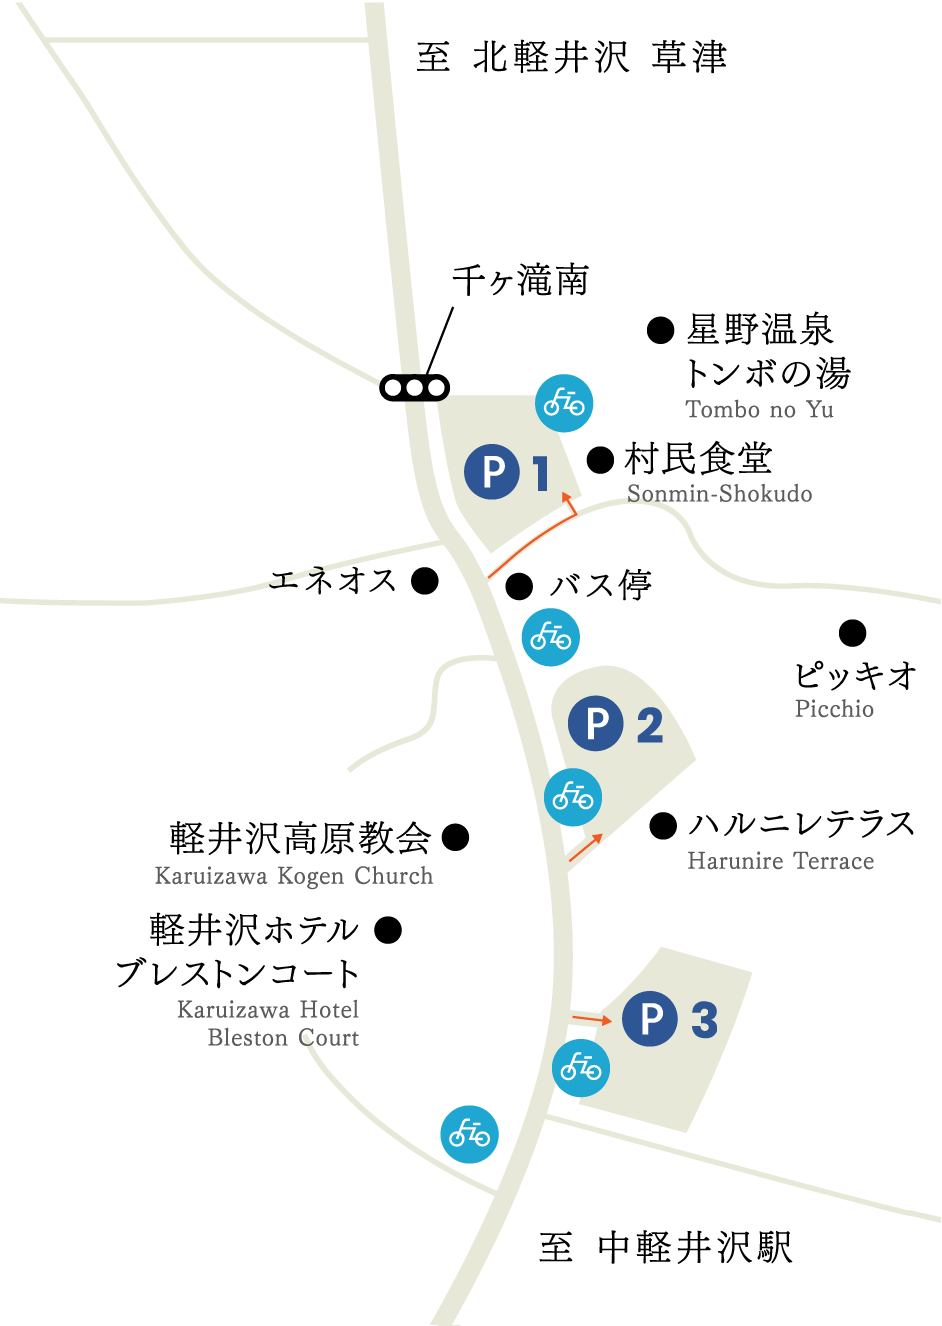 至 北軽井沢 草津
千ヶ滝南
星野温泉
トンボの湯
Tombo no Yu
P 1
村民食堂
Sonmin-Shokudo
エネオス
バス停
ピッキオ
Picchio
P 2
ハルニレテラス
Harunire Terrace
軽井沢高原教会
Karuizawa Kogen Church
軽井沢ホテル
ブレストンコート
Karuizawa Hotel
Bleston Court
P 3
至 中軽井沢駅